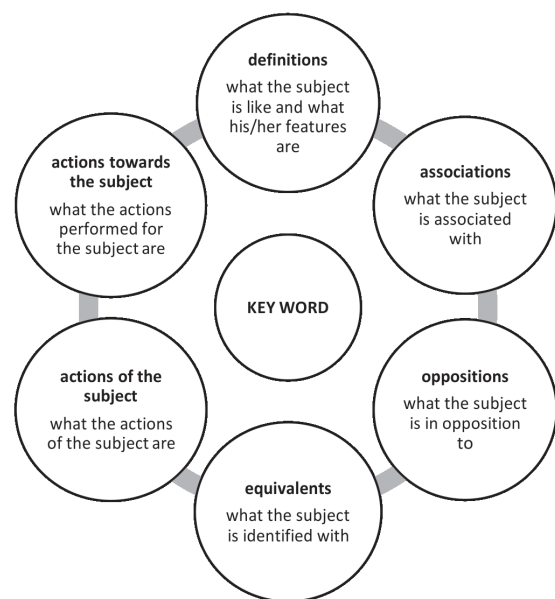 definitions
what the subject
is like and what
his/her features
are
associations
what the subject
is associated
with
oppositions
what the subject
is in opposition
to
equivalents
what the subject
is identified with
actions of the
subject
what the actions
of the subject are
actions towards
the subject
what the actions
performed for
the subject are
KEY WORD